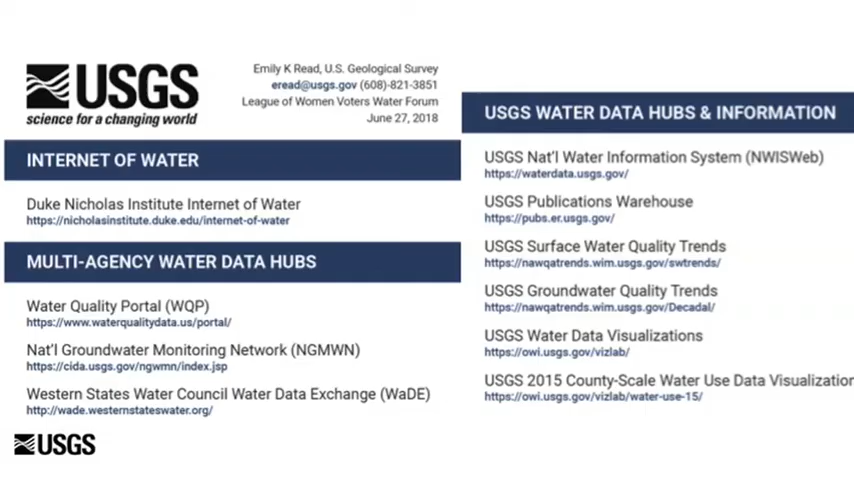 USGS
science for a changing world
Emily K Read, U.S. Geological Survey
eread@usgs.gov (608)-821-3851
League of Women Voters Water Forum
June 27, 2018
INTERNET OF WATER
Duke Nicholas Institute Internet of Water
https://nicholasinstitute.duke.edu/internet-of-water
MULTI-AGENCY WATER DATA HUBS
Water Quality Portal (WQP)
https://www.waterqualitydata.us/portal/
Nat'l Groundwater Monitoring Network (NGMWN)
https://cida.usgs.gov/ngwmn/index.jsp
Western States Water Council Water Data Exchange (WaDE)
http://wade.westernstateswater.org/
USGS WATER DATA HUBS & INFORMATION
USGS Nat'l Water Information System (NWISWeb)
https://waterdata.usgs.gov/
USGS Publications Warehouse
https://pubs.er.usgs.gov/
USGS Surface Water Quality Trends
https://nawqatrends.wim.usgs.gov/swtrends/
USGS Groundwater Quality Trends
https://nawqatrends.wim.usgs.gov/Decadal/
USGS Water Data Visualizations
https://owi.usgs.gov/vizlab/
USGS 2015 County-Scale Water Use Data Visualization
https://owi.usgs.gov/vizlab/water-use-15/
USGS